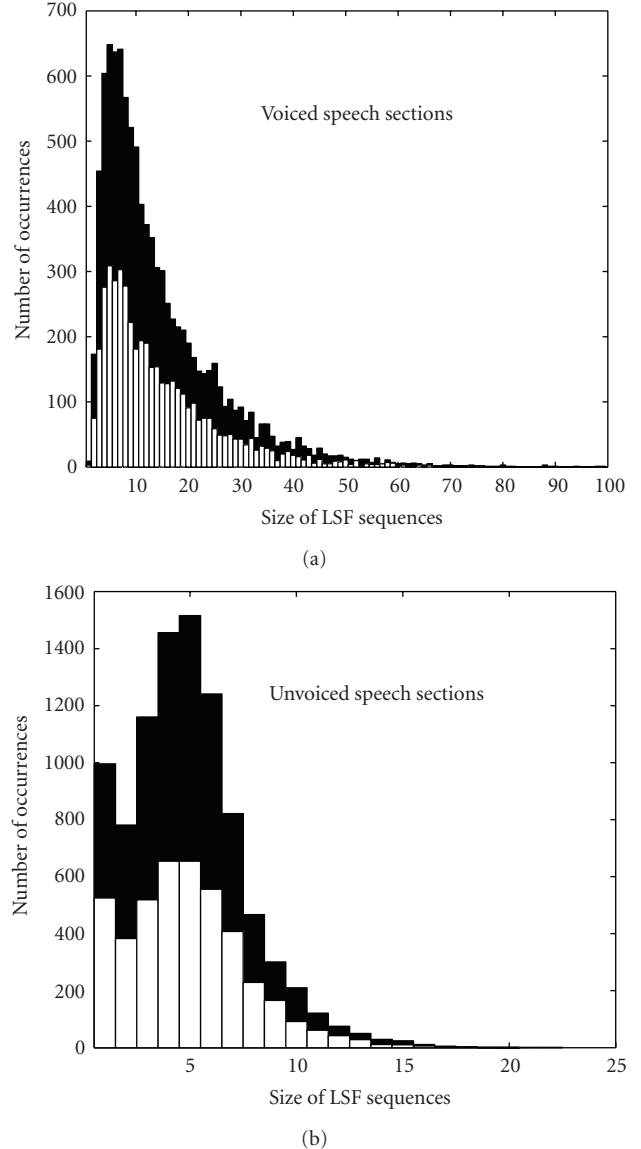 700
600
500
400
300
200
100
0
Number of occurrences
Voiced speech sections
10 20 30 40 50 60 70 80 90 100
Size of LSF sequences
(a)
1600
1400
1200
1000
800
600
400
200
0
Number of occurrences
Unvoiced speech sections
5 10 15 20 25
Size of LSF sequences
(b)